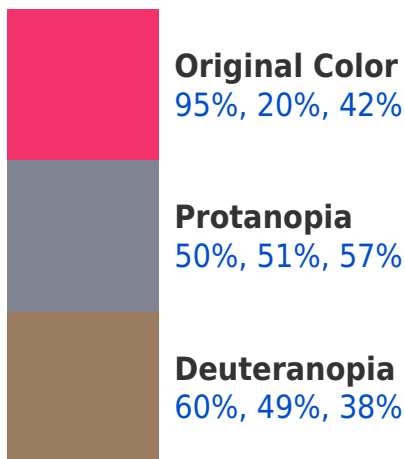 Original Color
95%, 20%, 42%
Protanopia
50%, 51%, 57%
Deuteranopia
60%, 49%, 38%